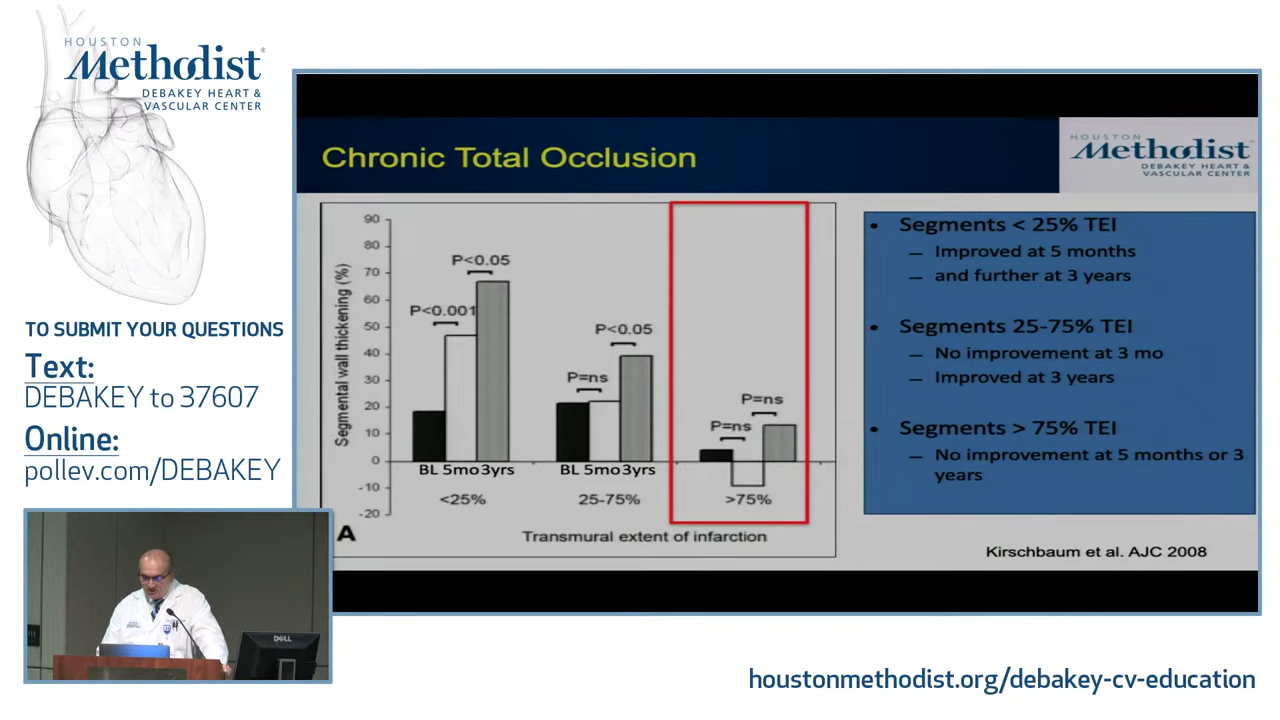 HOUSTON
Methodist
DEBAKEY HEART &
VASCULAR CENTER
TO SUBMIT YOUR QUESTIONS
Text:
DEBAKEY to 37607
Online:
pollev.com/DEBAKEY
Chronic Total Occlusion
HOUSTON
Methodist
DEBAKEY HEART &
VASCULAR CENTER
Segmental wall thickening (%)
90
80
70
60
50
40
30
20
10
0
-10
-20
P<0.001
P<0.05
P=ns
P<0.05
P=ns
P=ns
BL 5mo 3yrs
BL 5mo 3yrs
<25%
25-75%
>75%
A
Transmural extent of infarction
• Segments < 25% TEI
– Improved at 5 months
– and further at 3 years
• Segments 25-75% TEI
– No improvement at 3 mo
– Improved at 3 years
• Segments > 75% TEI
– No improvement at 5 months or 3
years
Kirschbaum et al. AJC 2008
DELL
houstonmethodist.org/debakey-cv-education